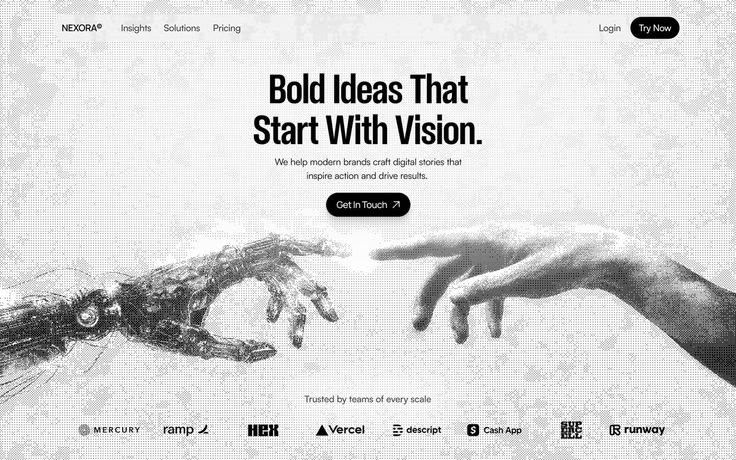 NEXORA©
Insights
Solutions
Pricing
Login
Try Now
Bold Ideas That
Start With Vision.
We help modern brands craft digital stories that
inspire action and drive results.
Get In Touch
Trusted by teams of every scale
MERCURY
ramp
HEX
Vercel
descript
Cash App
SUPERCELL
runway